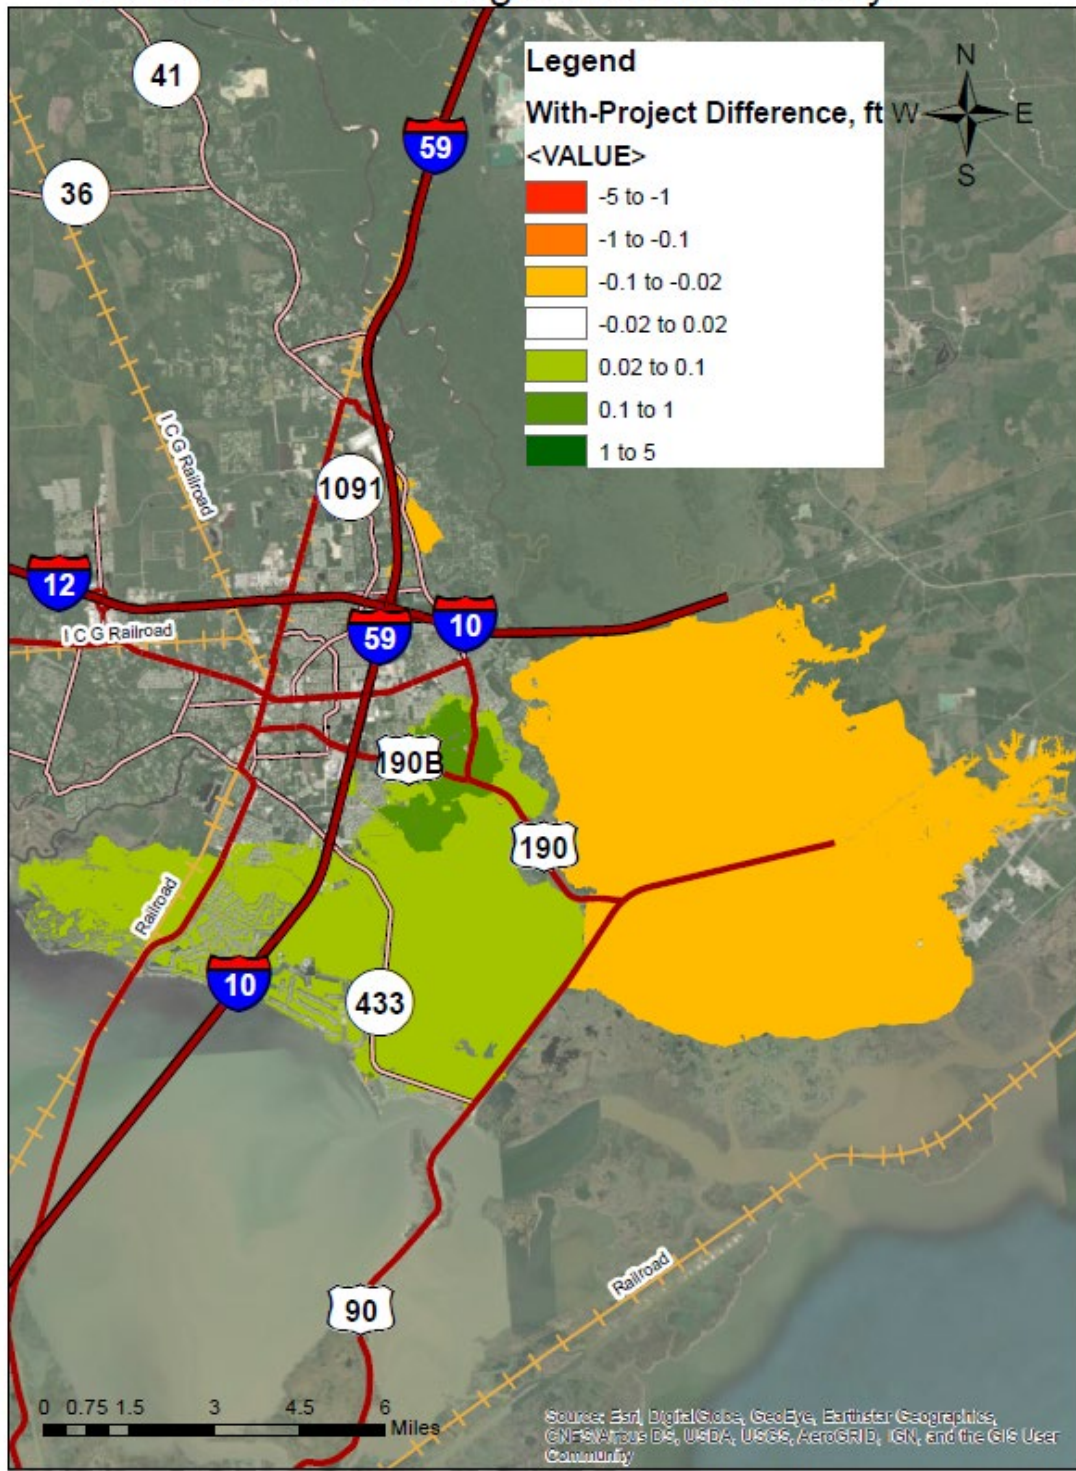 41
36
59
Legend
With-Project Difference, ft
<VALUE>
-5 to -1
-1 to -0.1
-0.1 to -0.02
-0.02 to 0.02
0.02 to 0.1
0.1 to 1
1 to 5
N
W
E
S
I C G Railroad
1091
12
I C G Railroad
59
10
190B
190
Railroad
10
433
Railroad
90
0 0.75 1.5 3 4.5 6
Miles
Source: Esri, DigitalGlobe, GeoEye, Earthstar Geographics,
CNES/Airbus DS, USDA, USGS, AeroGRID, IGN, and the GIS User
Community